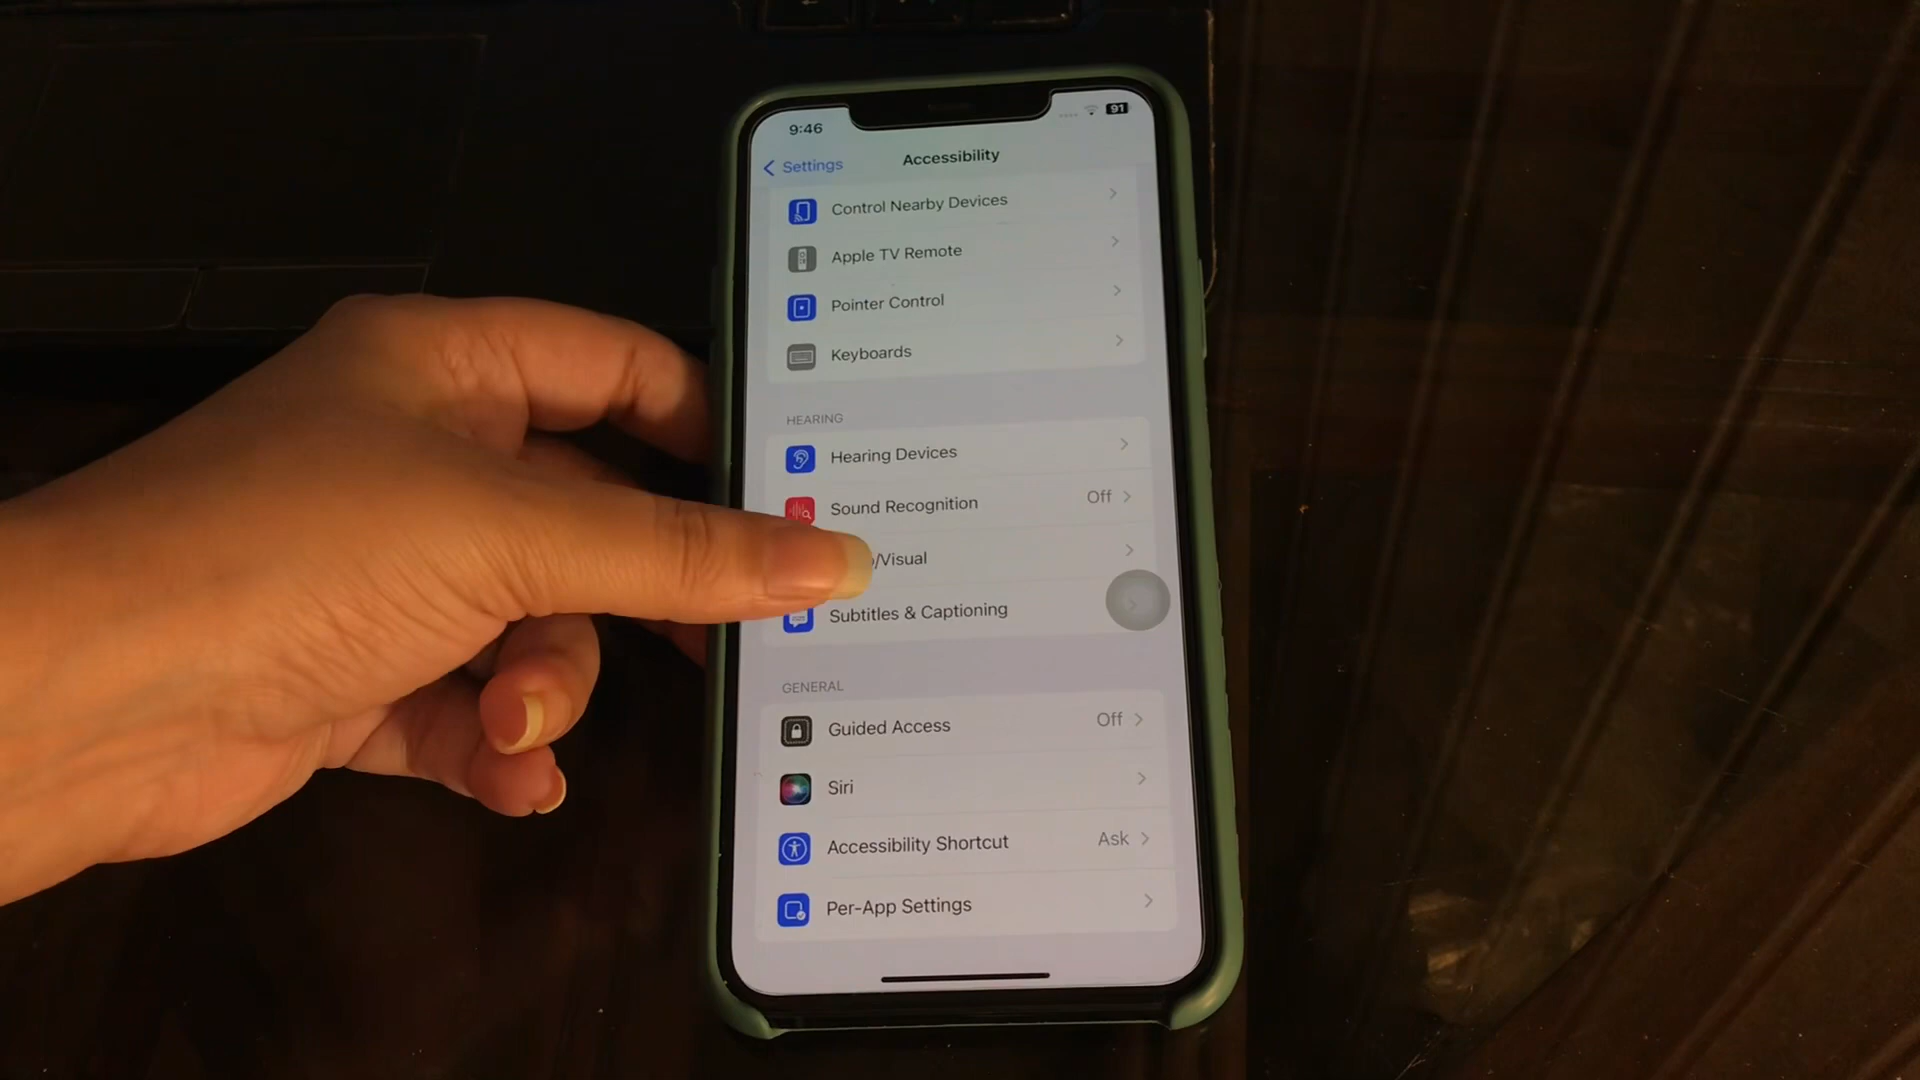 9:46
91
Settings
Accessibility
Control Nearby Devices
Apple TV Remote
Pointer Control
Keyboards
HEARING
Hearing Devices
Sound Recognition Off
/Visual
Subtitles & Captioning
GENERAL
Guided Access Off
Siri
Accessibility Shortcut Ask
Per-App Settings